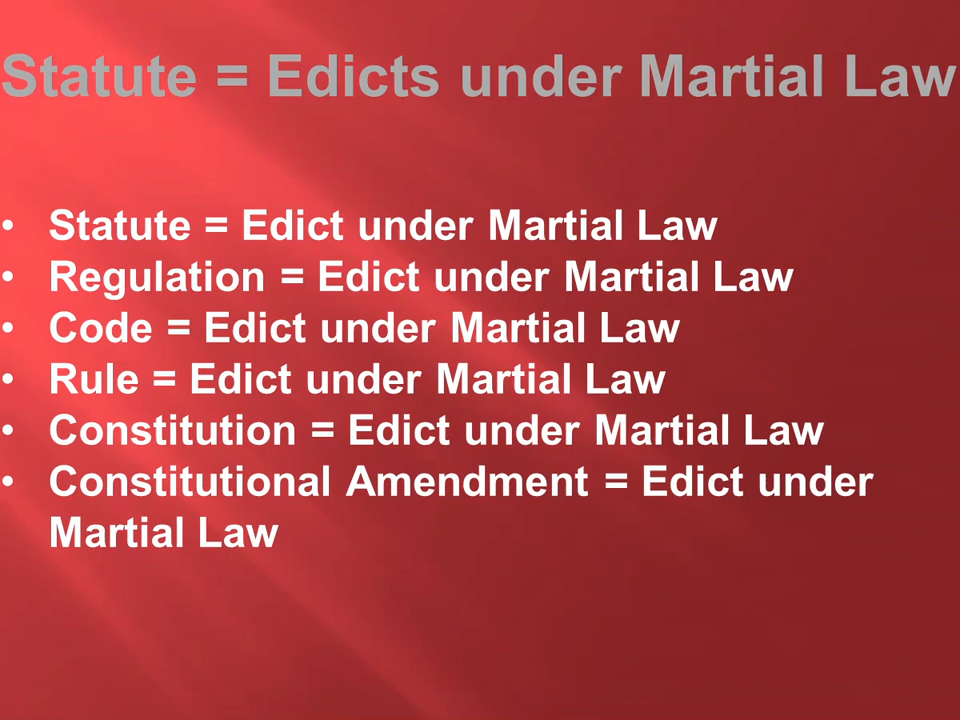 Statute = Edicts under Martial Law
• Statute = Edict under Martial Law
• Regulation = Edict under Martial Law
• Code = Edict under Martial Law
• Rule = Edict under Martial Law
• Constitution = Edict under Martial Law
• Constitutional Amendment = Edict under
Martial Law